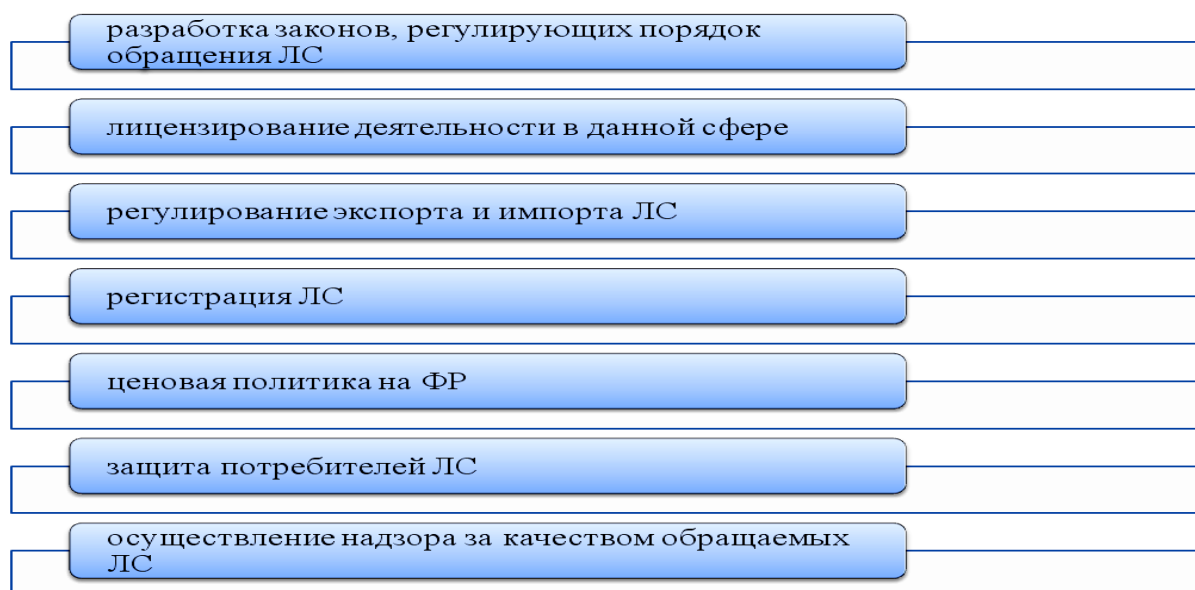 разработка законов, регулирующих порядок
обращения ЛС
лицензирование деятельности в данной сфере
регулирование экспорта и импорта ЛС
регистрация ЛС
ценовая политика на ФР
защита потребителей ЛС
осуществление надзора за качеством обращаемых
ЛС